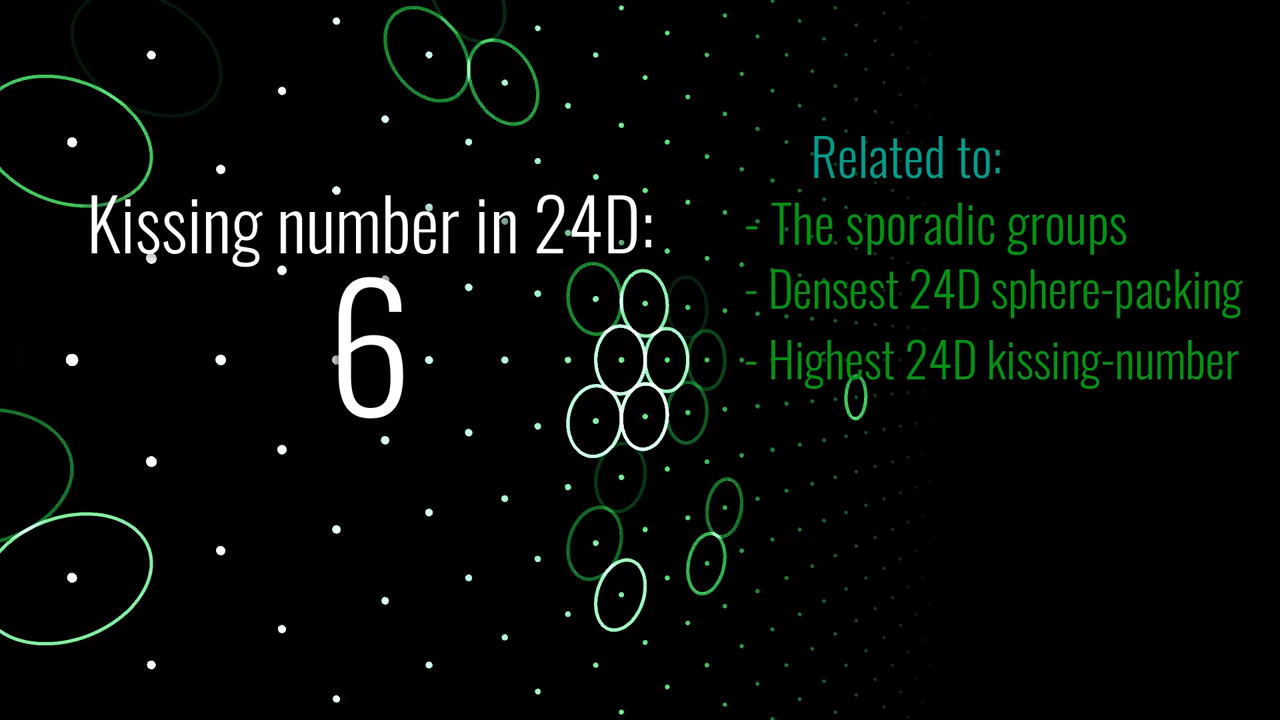 Kissing number in 24D:
6
Related to:
- The sporadic groups
- Densest 24D sphere-packing
- Highest 24D kissing-number